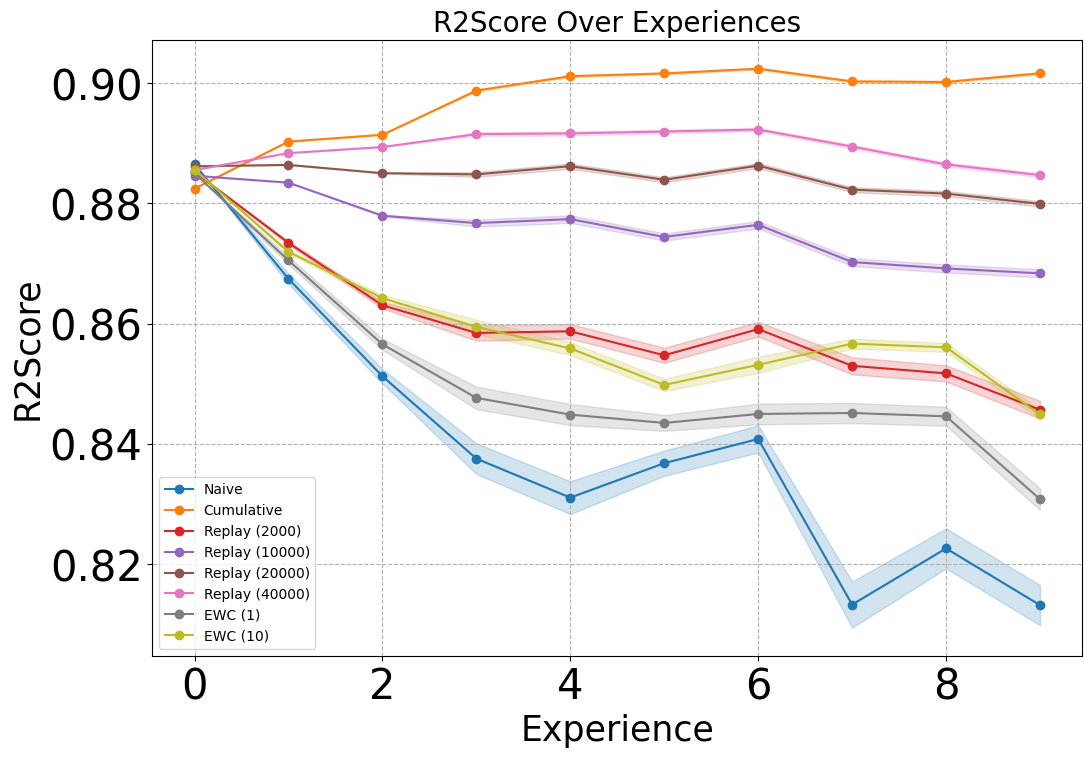 R2Score Over Experiences
R2Score
0.90
0.88
0.86
0.84
0.82
Naive
Cumulative
Replay (2000)
Replay (10000)
Replay (20000)
Replay (40000)
EWC (1)
EWC (10)
0 2 4 6 8
Experience